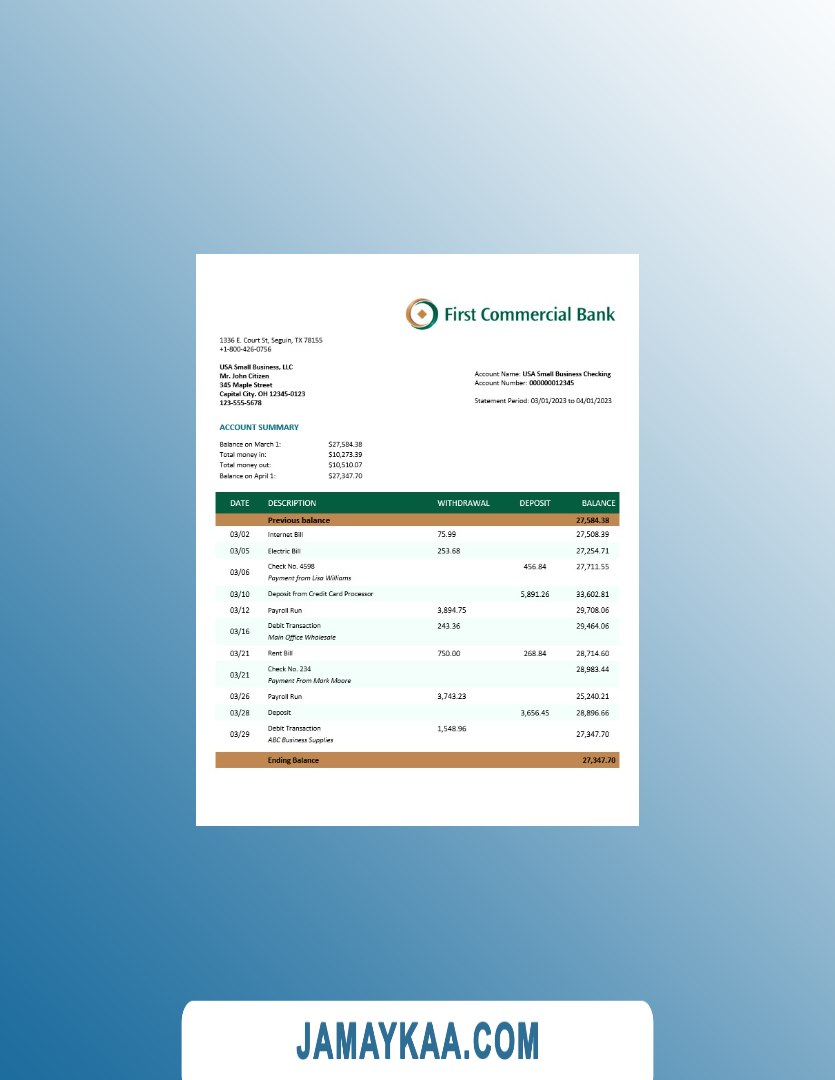 First Commercial Bank
1336 E. Court St, Seguin, TX 78155
+1-800-426-0756
USA Small Business, LLC
Mr. John Citizen
345 Maple Street
Capital City. OH 12345-0123
123-555-5678
Account Name: USA Small Business Checking
Account Number: 000000012345
Statement Period: 03/01/2023 to 04/01/2023
ACCOUNT SUMMARY
Balance on March 1: $27,584.38
Total money in: $10,273.39
Total money out: $10,510.07
Balance on April 1: $27,347.70
DATE DESCRIPTION WITHDRAWAL DEPOSIT BALANCE
Previous balance 27,584.38
03/02 Internet Bill 75.99 27,508.39
03/05 Electric Bill 253.68 27,254.71
03/06 Check No. 4598 456.84 27,711.55
Payment from Lisa Williams
03/10 Deposit from Credit Card Processor 5,891.26 33,602.81
03/12 Payroll Run 3,894.75 29,708.06
03/16 Debit Transaction 243.36 29,464.06
Main Office Wholesale
03/21 Rent Bill 750.00 268.84 28,714.60
03/21 Check No. 234 28,983.44
Payment From Mark Moore
03/26 Payroll Run 3,743.23 25,240.21
03/28 Deposit 3,656.45 28,896.66
03/29 Debit Transaction 1,548.96 27,347.70
ABC Business Supplies
Ending Balance 27,347.70
JAMAYKAA.COM